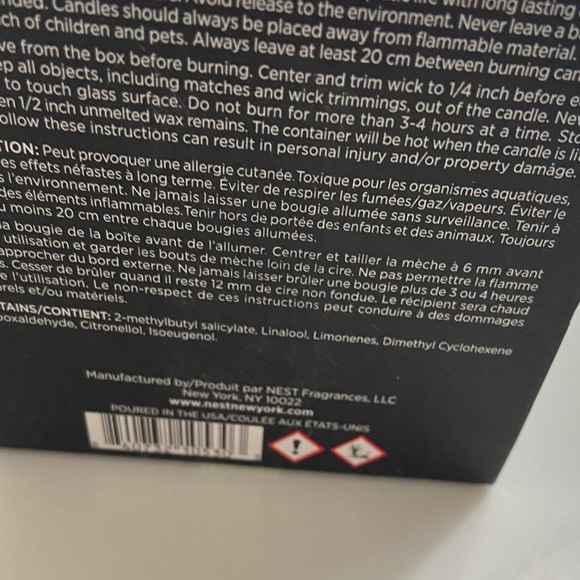 release to the environment. Never leave a
Candles should always be placed away from flammable material.
ch of children and pets. Always leave at least 20 cm between burning can
ve from the box before burning. Center and trim wick to 1/4 inch before e
ep all objects, including matches and wick trimmings, out of the candle. Nev
to touch glass surface. Do not burn for more than 3-4 hours at a time. Sto
en 1/2 inch unmelted wax remains. The container will be hot when the candle is li
ollow these instructions can result in personal injury and/or property damage.
TION: Peut provoquer une allergie cutanée. Toxique pour les organismes aquatiques,
es effets néfastes à long terme. Éviter de respirer les fumées/gaz/vapeurs. Éviter le
s l'environnement. Ne jamais laisser une bougie allumée sans surveillance. Tenir à
des éléments inflammables. Tenir hors de portée des enfants et des animaux. Toujours
u moins 20 cm entre chaque bougies allumées.
la bougie de la boîte avant de l'allumer. Centrer et tailler la mèche à 6 mm avant
utilisation et garder les bouts de mèche loin de la cire. Ne pas permettre la flamme
approcher du bord externe. Ne jamais laisser brûler une bougie plus de 3 ou 4 heures
s. Cesser de brûler quand il reste 12 mm de cire non fondue. Le récipient sera chaud
e l'utilisation. Le non-respect de ces instructions peut conduire à des dommages
orels et/ou matériels.
TAINS/CONTIENT: 2-methylbutyl salicylate, Linalool, Limonenes, Dimethyl Cyclohexene
boxaldehyde, Citronellol, Isoeugenol.
Manufactured by/Produit par NEST Fragrances, LLC
New York, NY 10022
www.nestnewyork.com
POURED IN THE USA/COULÉE AUX ÉTATS-UNIS